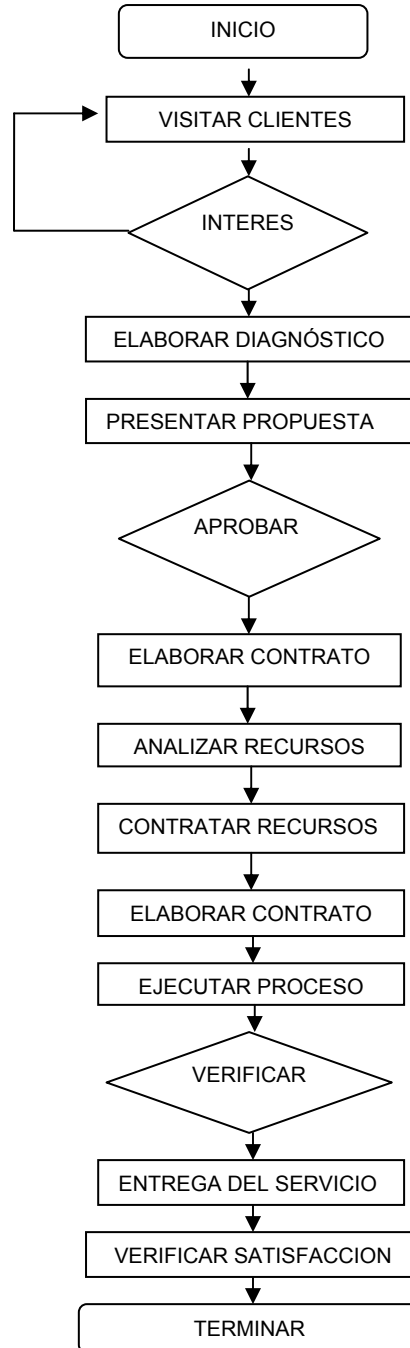 INICIO
VISITAR CLIENTES
INTERES
ELABORAR DIAGNÓSTICO
PRESENTAR PROPUESTA
APROBAR
ELABORAR CONTRATO
ANALIZAR RECURSOS
CONTRATAR RECURSOS
ELABORAR CONTRATO
EJECUTAR PROCESO
VERIFICAR
ENTREGA DEL SERVICIO
VERIFICAR SATISFACCION
TERMINAR